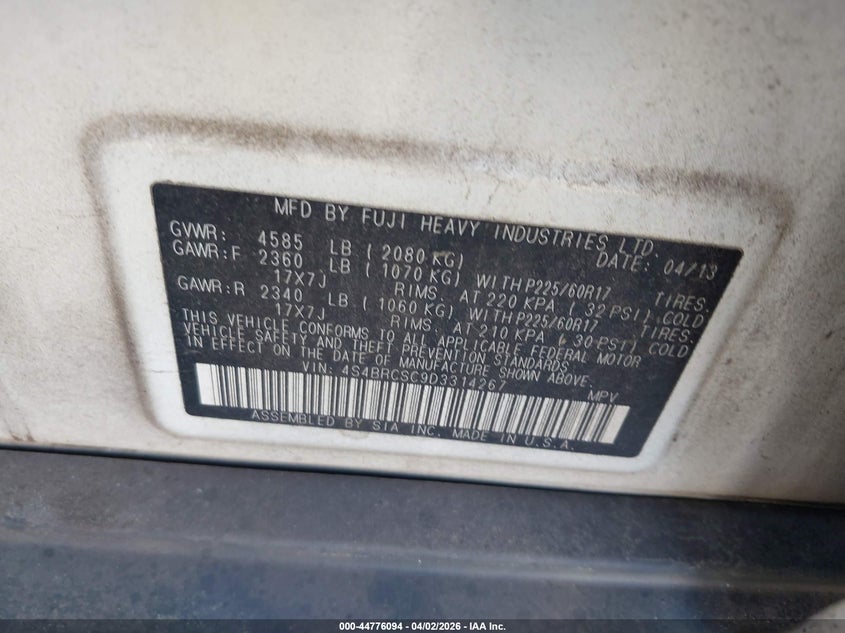 MFD BY FUJI HEAVY INDUSTRIES LTD.
GVWR: 4585 LB ( 2080 KG) DATE: 04/13
GAWR:F 2360 LB ( 1070 KG) WITH P225/60R17 TIRES
17X7J RIMS. AT 220 KPA ( 32 PSI) COLD
GAWR:R 2340 LB ( 1060 KG) WITH P225/60R17 TIRES.
17X7J RIMS. AT 210 KPA ( 30 PSI) COLD
THIS VEHICLE CONFORMS TO ALL APPLICABLE FEDERAL MOTOR
VEHICLE SAFETY AND THEFT PREVENTION STANDARDS
IN EFFECT ON THE DATE OF MANUFACTURE SHOWN ABOVE.
VIN: 4S4BRCSC9D3314267 MPV
ASSEMBLED BY SIA INC. MADE IN U.S.A.
000-44776094 - 04/02/2026 - IAA Inc.